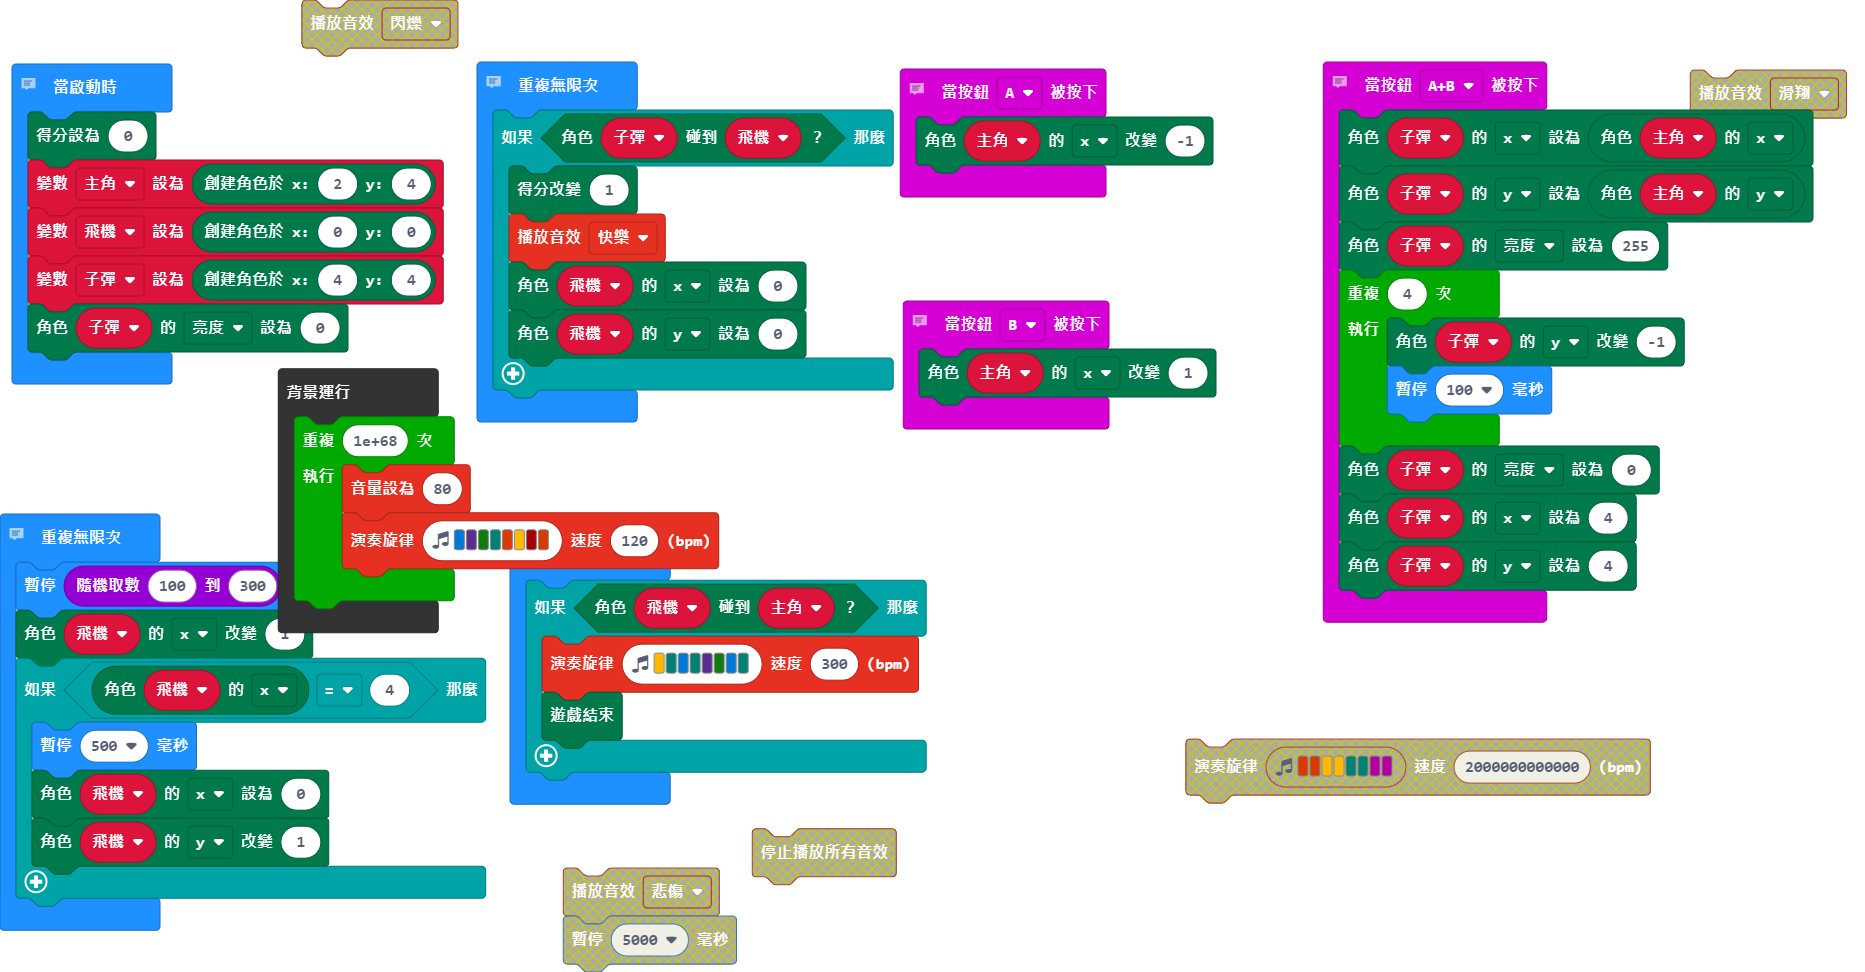 播放音效 閃爍
當啟動時
得分設為 0
變數 主角 設為 創建角色於 x: 2 y: 4
變數 飛機 設為 創建角色於 x: 0 y: 0
變數 子彈 設為 創建角色於 x: 4 y: 4
角色 子彈 的 亮度 設為 0
重複無限次
如果 角色 子彈 碰到 飛機 ? 那麼
得分改變 1
播放音效 快樂
角色 飛機 的 x 設為 0
角色 飛機 的 y 設為 0
當按鈕 A 被按下
角色 主角 的 x 改變 -1
當按鈕 B 被按下
角色 主角 的 x 改變 1
當按鈕 A+B 被按下
播放音效 滑翔
角色 子彈 的 x 設為 角色 主角 的 x
角色 子彈 的 y 設為 角色 主角 的 y
角色 子彈 的 亮度 設為 255
重複 4 次
執行
角色 子彈 的 y 改變 -1
暫停 100 毫秒
角色 子彈 的 亮度 設為 0
角色 子彈 的 x 設為 4
角色 子彈 的 y 設為 4
背景運行
重複 1e+68 次
執行
音量設為 80
演奏旋律 速度 120 (bpm)
重複無限次
暫停 隨機取數 100 到 300
角色 飛機 的 x 改變 1
如果 角色 飛機 的 x = 4 那麼
暫停 500 毫秒
角色 飛機 的 x 設為 0
角色 飛機 的 y 改變 1
如果 角色 飛機 碰到 主角 ? 那麼
演奏旋律 速度 300 (bpm)
遊戲結束
演奏旋律 速度 2000000000000 (bpm)
停止播放所有音效
播放音效 悲傷
暫停 5000 毫秒